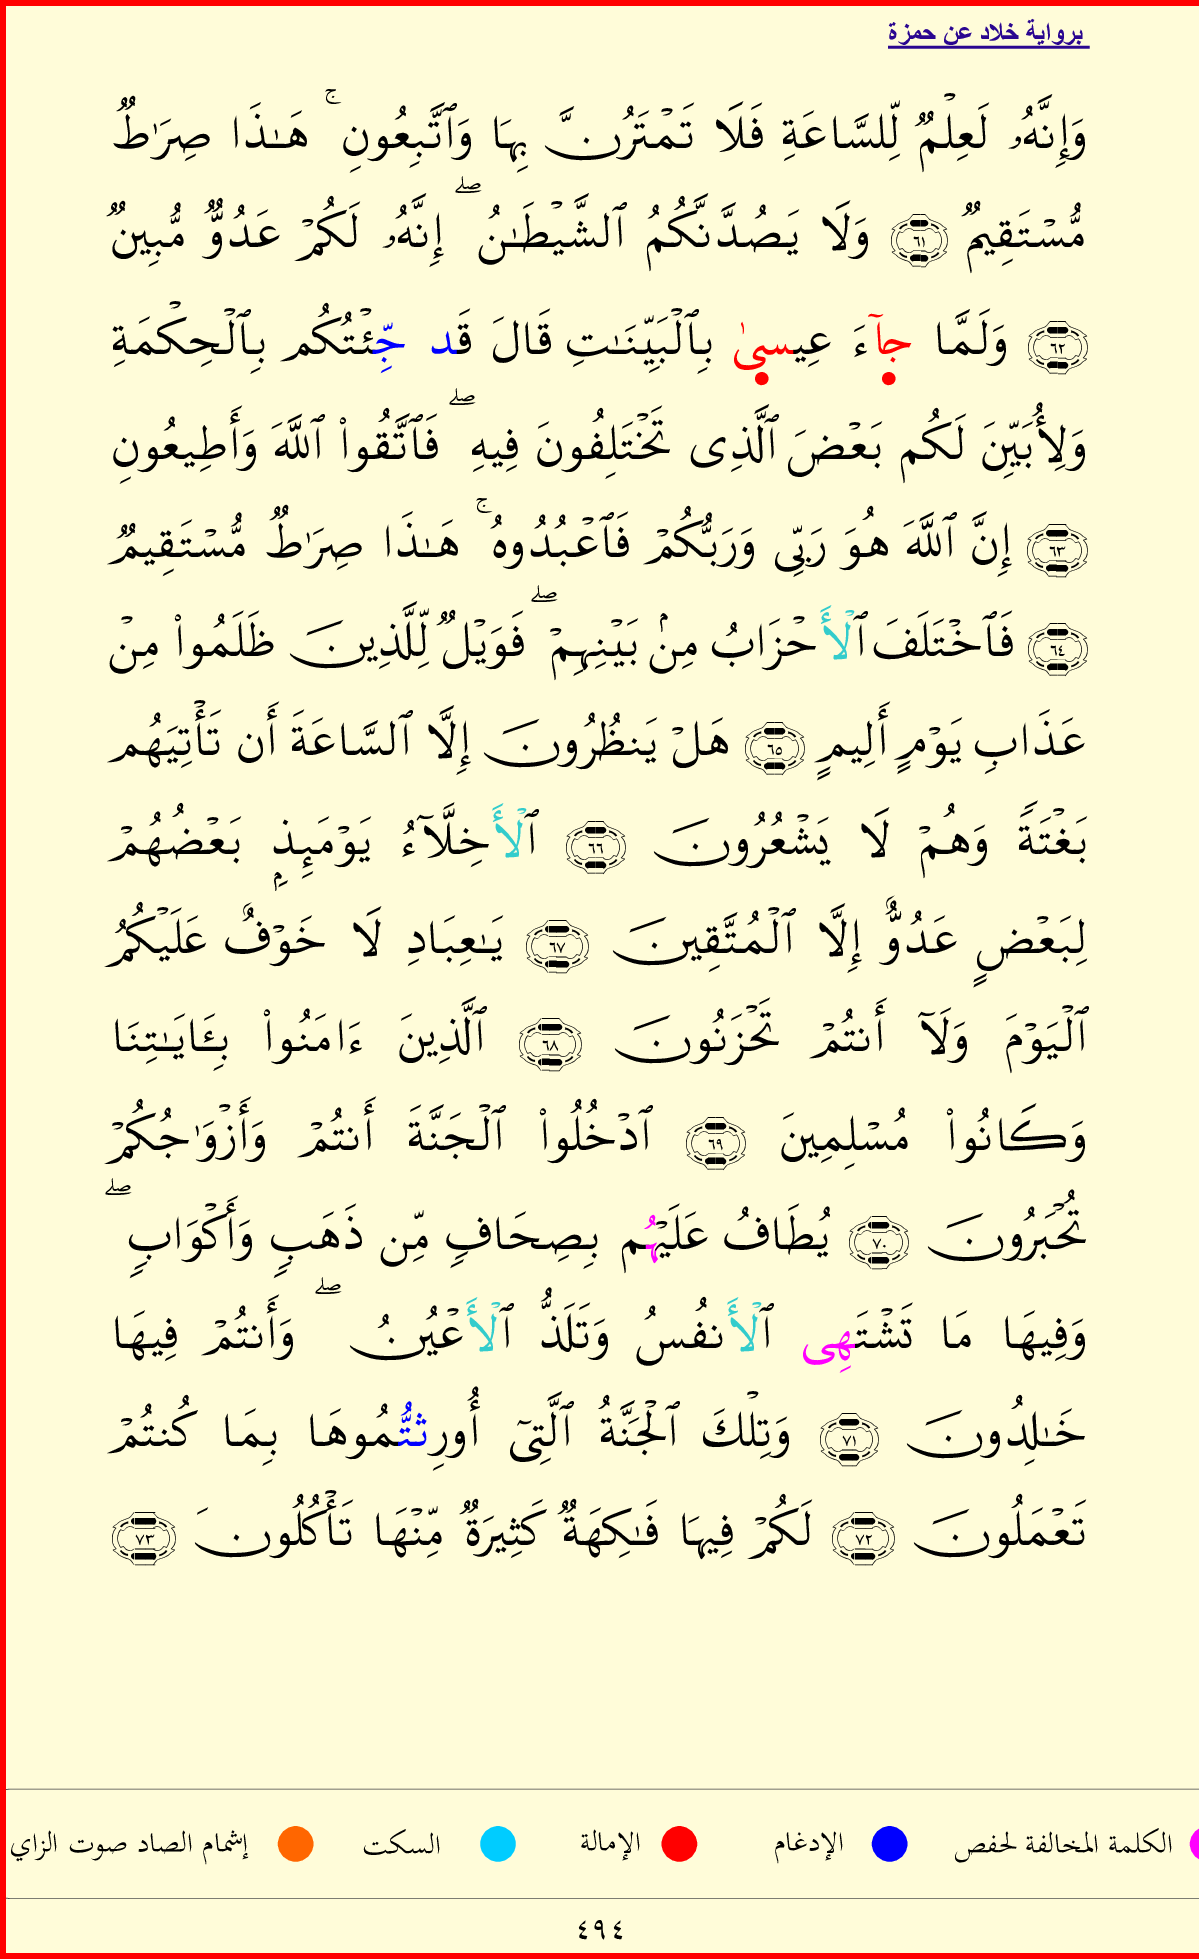 برواية خلاد عن حمزة
وَإِنَّهُۥ لَعِلْمٌۭ لِّلسَّاعَةِ فَلَا تَمْتَرُنَّ بِهَا وَٱتَّبِعُونِ ۚ هَـٰذَا صِرَٰطٌۭ
مُّسْتَقِيمٌۭ ٦١ وَلَا يَصُدَّنَّكُمُ ٱلشَّيْطَـٰنُ ۖ إِنَّهُۥ لَكُمْ عَدُوٌّۭ مُّبِينٌۭ
٦٢ وَلَمَّا جَآءَ عِيسىٰ بِٱلْبَيِّنَـٰتِ قَالَ قَد جِّئْتُكُم بِٱلْحِكْمَةِ
وَلِأُبَيِّنَ لَكُم بَعْضَ ٱلَّذِى تَخْتَلِفُونَ فِيهِ ۖ فَٱتَّقُوا۟ ٱللَّهَ وَأَطِيعُونِ
٦٣ إِنَّ ٱللَّهَ هُوَ رَبِّى وَرَبُّكُمْ فَٱعْبُدُوهُ ۚ هَـٰذَا صِرَٰطٌۭ مُّسْتَقِيمٌۭ
٦٤ فَٱخْتَلَفَ ٱلْأَحْزَابُ مِنۢ بَيْنِهِمْ ۖ فَوَيْلٌۭ لِّلَّذِينَ ظَلَمُوا۟ مِنْ
عَذَابِ يَوْمٍ أَلِيمٍ ٦٥ هَلْ يَنظُرُونَ إِلَّا ٱلسَّاعَةَ أَن تَأْتِيَهُم
بَغْتَةًۭ وَهُمْ لَا يَشْعُرُونَ ٦٦ ٱلْأَخِلَّآءُ يَوْمَئِذٍۭ بَعْضُهُمْ
لِبَعْضٍ عَدُوٌّ إِلَّا ٱلْمُتَّقِينَ ٦٧ يَـٰعِبَادِ لَا خَوْفٌ عَلَيْكُمُ
ٱلْيَوْمَ وَلَآ أَنتُمْ تَحْزَنُونَ ٦٨ ٱلَّذِينَ ءَامَنُوا۟ بِـَٔايَـٰتِنَا
وَكَانُوا۟ مُسْلِمِينَ ٦٩ ٱدْخُلُوا۟ ٱلْجَنَّةَ أَنتُمْ وَأَزْوَٰجُكُمْ
تُحْبَرُونَ ٧٠ يُطَافُ عَلَيْهُم بِصِحَافٍ مِّن ذَهَبٍ وَأَكْوَابٍ ۖ
وَفِيهَا مَا تَشْتَهِى ٱلْأَنفُسُ وَتَلَذُّ ٱلْأَعْيُنُ ۖ وَأَنتُمْ فِيهَا
خَـٰلِدُونَ ٧١ وَتِلْكَ ٱلْجَنَّةُ ٱلَّتِىٓ أُورِثتُّمُوهَا بِمَا كُنتُمْ
تَعْمَلُونَ ٧٢ لَكُمْ فِيهَا فَـٰكِهَةٌۭ كَثِيرَةٌۭ مِّنْهَا تَأْكُلُونَ ٧٣
الكلمة المخالفة لحفص الإدغام الإمالة السكت إشمام الصاد صوت الزاي
٤٩٤